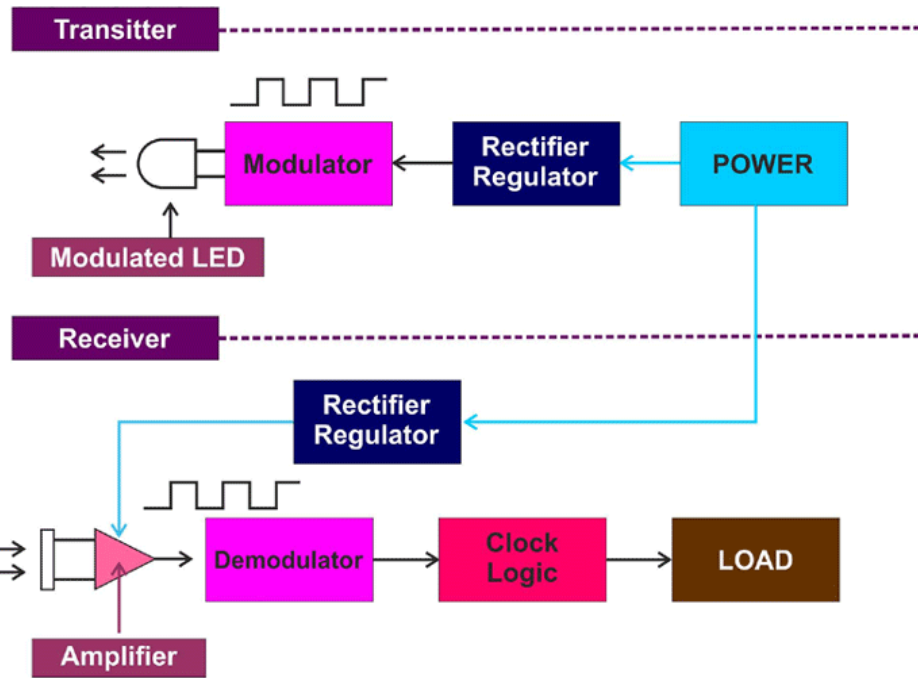 Transitter
Modulator
Rectifier
Regulator
POWER
Modulated LED
Receiver
Rectifier
Regulator
Demodulator
Clock
Logic
LOAD
Amplifier